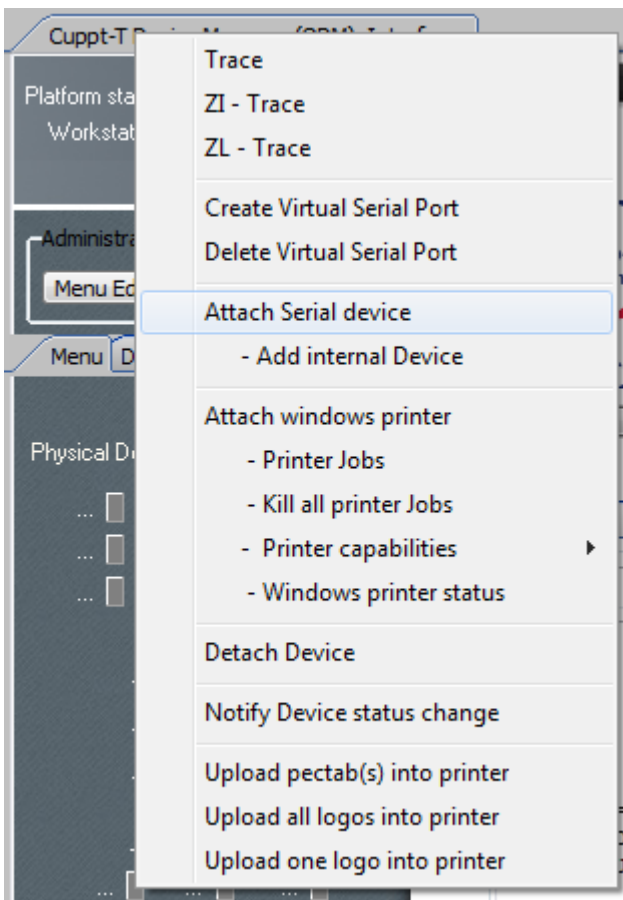 Cuppt-T
Platform sta
Workstat
Administra
Menu Ed
Menu D
Physical De
...
...
...
Trace
ZI - Trace
ZL - Trace
Create Virtual Serial Port
Delete Virtual Serial Port
Attach Serial device
- Add internal Device
Attach windows printer
- Printer Jobs
- Kill all printer Jobs
- Printer capabilities
- Windows printer status
Detach Device
Notify Device status change
Upload pectab(s) into printer
Upload all logos into printer
Upload one logo into printer
... ... ...